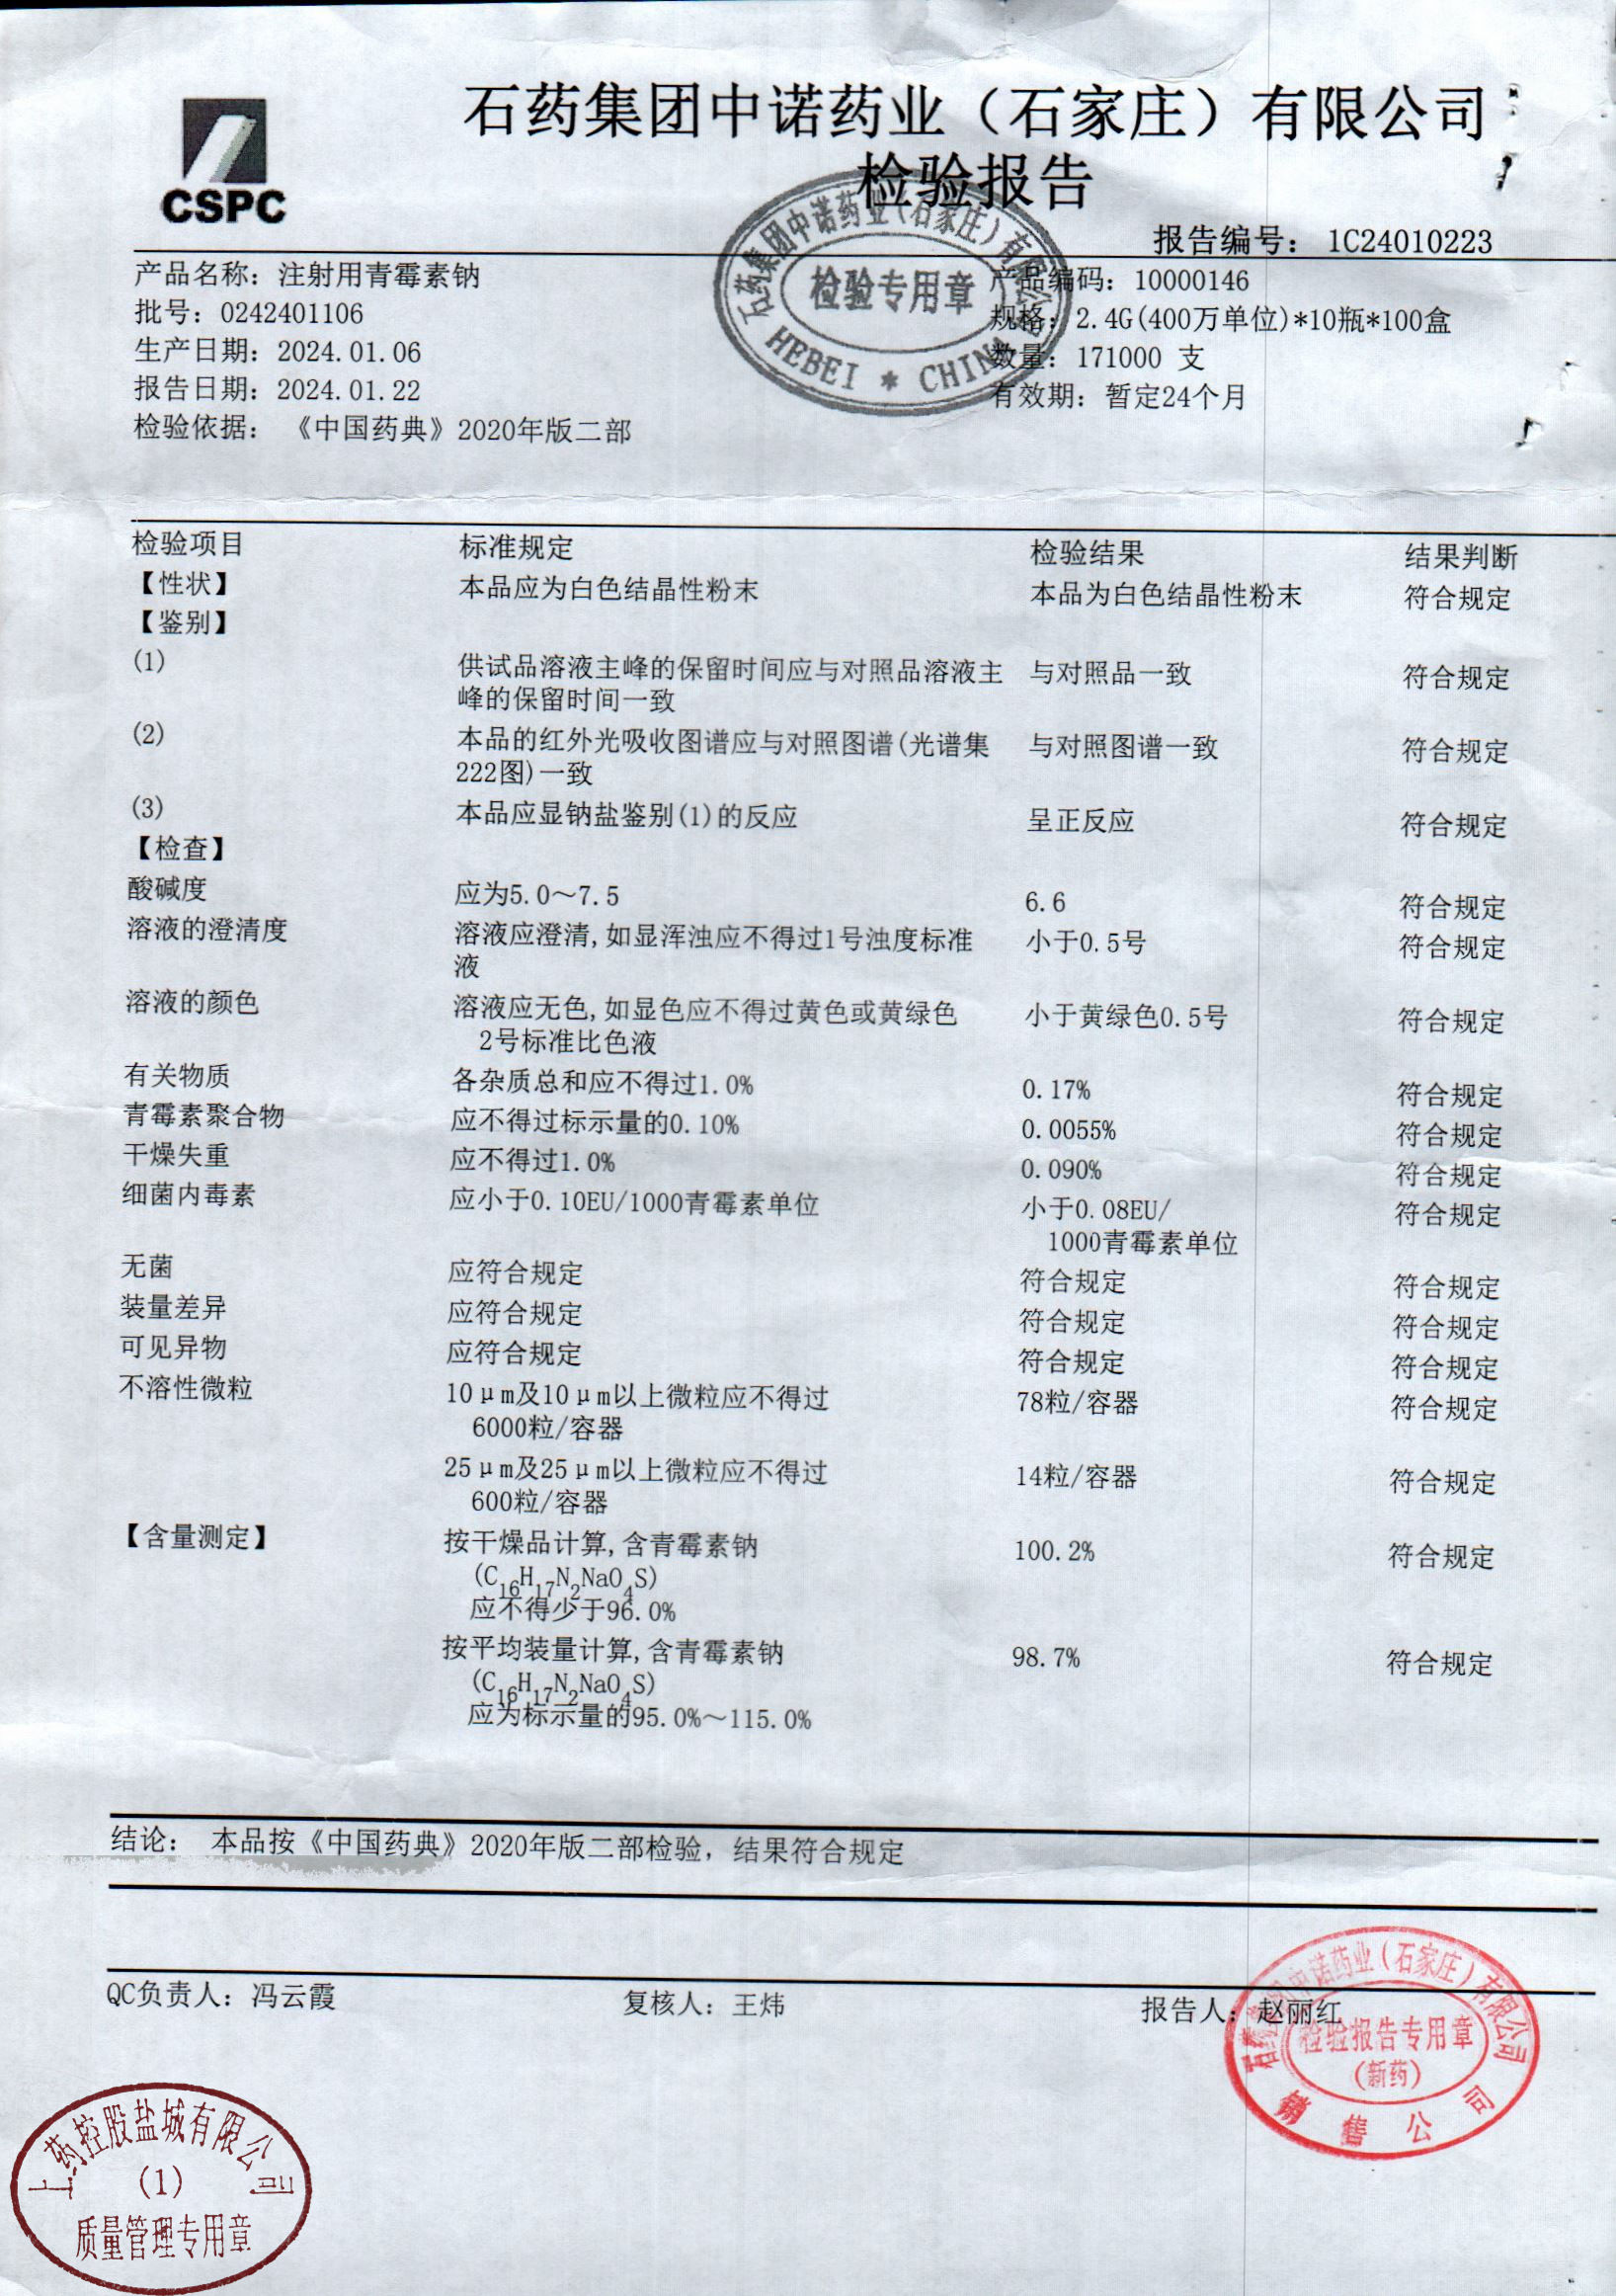 石药集团中诺药业（石家庄）有限公司
检验报告
CSPC
报告编号： 1C24010223
石药集团中诺药业（石家庄）有限公司
检验专用章
HEBEI * CHINA
产品名称：注射用青霉素钠
产品编码：10000146
批号：0242401106
规格：2.4G(400万单位)*10瓶*100盒
生产日期：2024.01.06
数量：171000 支
报告日期：2024.01.22
有效期：暂定24个月
检验依据：《中国药典》2020年版二部
检验项目 标准规定 检验结果 结果判断
【性状】 本品应为白色结晶性粉末 本品为白色结晶性粉末 符合规定
【鉴别】
(1) 供试品溶液主峰的保留时间应与对照品溶液主 与对照品一致 符合规定
峰的保留时间一致
(2) 本品的红外光吸收图谱应与对照图谱(光谱集 与对照图谱一致 符合规定
222图)一致
(3) 本品应显钠盐鉴别(1)的反应 呈正反应 符合规定
【检查】
酸碱度 应为5.0～7.5 6.6 符合规定
溶液的澄清度 溶液应澄清,如显浑浊应不得过1号浊度标准 小于0.5号 符合规定
液
溶液的颜色 溶液应无色,如显色应不得过黄色或黄绿色 小于黄绿色0.5号 符合规定
2号标准比色液
有关物质 各杂质总和应不得过1.0% 0.17% 符合规定
青霉素聚合物 应不得过标示量的0.10% 0.0055% 符合规定
干燥失重 应不得过1.0% 0.090% 符合规定
细菌内毒素 应小于0.10EU/1000青霉素单位 小于0.08EU/ 符合规定
1000青霉素单位
无菌 应符合规定 符合规定 符合规定
装量差异 应符合规定 符合规定 符合规定
可见异物 应符合规定 符合规定 符合规定
不溶性微粒 10μm及10μm以上微粒应不得过 78粒/容器 符合规定
6000粒/容器
25μm及25μm以上微粒应不得过 14粒/容器 符合规定
600粒/容器
【含量测定】 按干燥品计算,含青霉素钠 100.2% 符合规定
(C16H17N2NaO4S)
应不得少于96.0%
按平均装量计算,含青霉素钠 98.7% 符合规定
(C16H17N2NaO4S)
应为标示量的95.0%～115.0%
结论： 本品按《中国药典》2020年版二部检验，结果符合规定
QC负责人：冯云霞 复核人：王炜 报告人：赵丽红
石药集团中诺药业（石家庄）有限公司
检验报告专用章
（新药）
销售公司
上药控股盐城有限公司
（1）
质量管理专用章